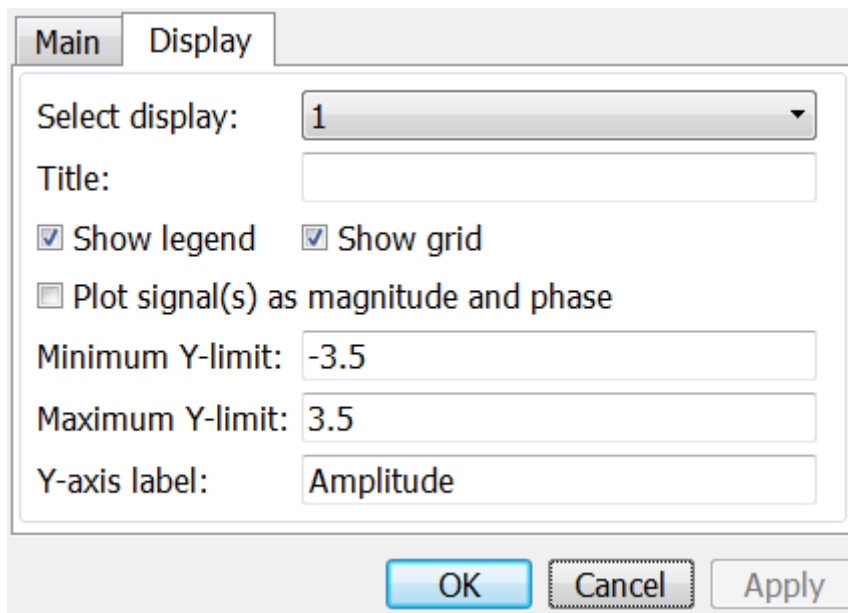 Main Display
Select display: 1
Title:
Show legend Show grid
Plot signal(s) as magnitude and phase
Minimum Y-limit: -3.5
Maximum Y-limit: 3.5
Y-axis label: Amplitude
OK Cancel Apply